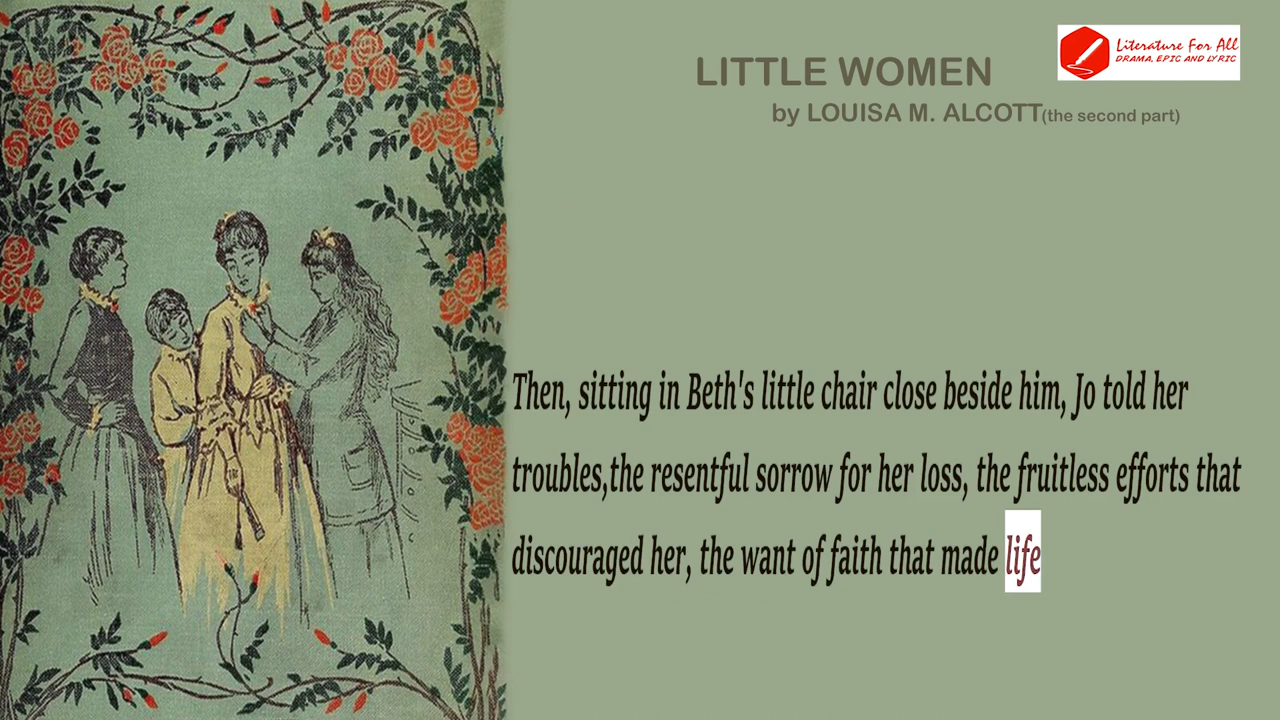 LITTLE WOMEN
by LOUISA M. ALCOTT(the second part)
Literature For All
DRAMA, EPIC AND LYRIC
Then, sitting in Beth's little chair close beside him, Jo told her
troubles,the resentful sorrow for her loss, the fruitless efforts that
discouraged her, the want of faith that made life